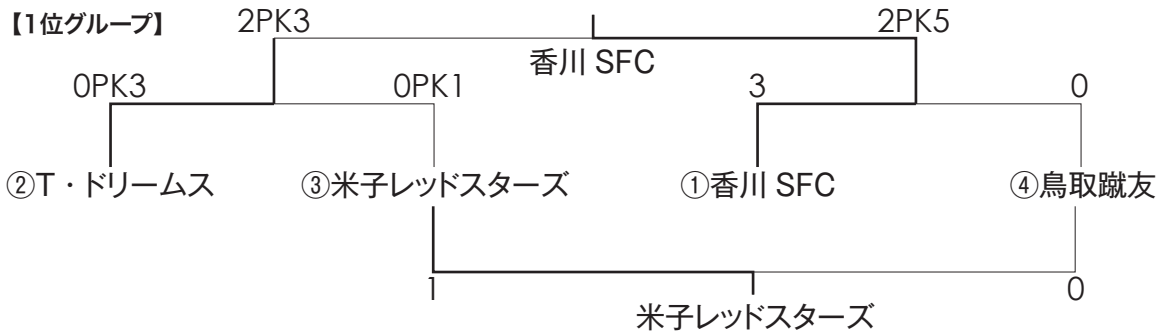 【1位グループ】 2PK3 2PK5
香川 SFC
0PK3 0PK1 3 0
②T・ドリームス ③米子レッドスターズ ①香川 SFC ④鳥取蹴友
1 0
米子レッドスターズ